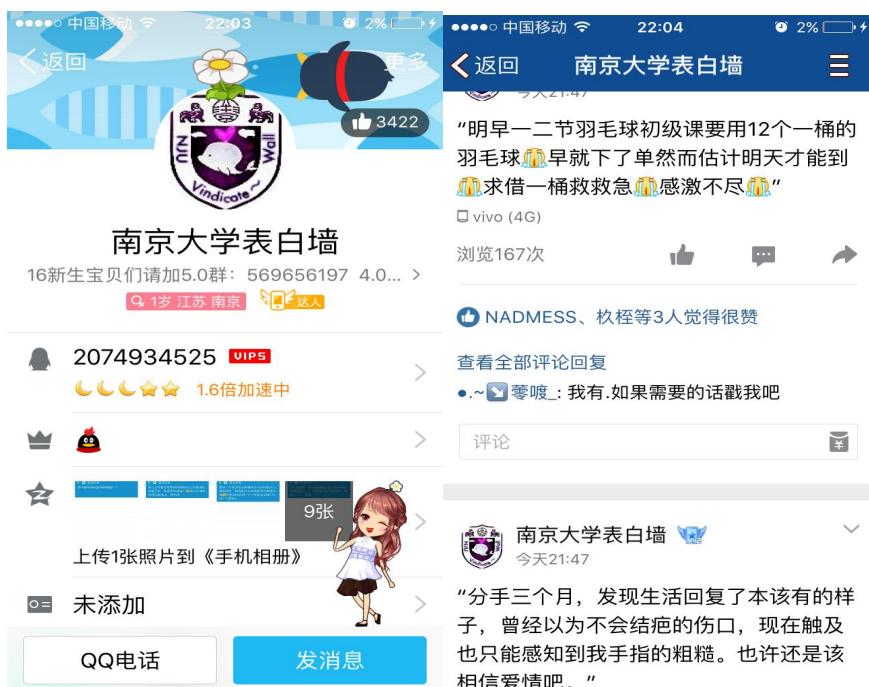 中国移动 22:03 2%
返回 更多
3422
NJU Wall
Vindicate~
南京大学表白墙
16新生宝贝们请加5.0群：569656197 4.0... >
1岁 江苏 南京 达人
2074934525 VIP5
1.6倍加速中
9张
上传1张照片到《手机相册》
未添加
QQ电话 发消息
中国移动 22:04 2%
返回 南京大学表白墙
今天21:47
“明早一二节羽毛球初级课要用12个一桶的
羽毛球早就下了单然而估计明天才能到
求借一桶救救急感激不尽”
vivo (4G)
浏览167次
NADMESS、杦桎等3人觉得很赞
查看全部评论回复
●.~蕶喥_: 我有.如果需要的话戳我吧
评论
南京大学表白墙
今天21:47
“分手三个月，发现生活回复了本该有的样
子，曾经以为不会结疤的伤口，现在触及
也只能感知到我手指的粗糙。也许还是该
相信爱情吧。”